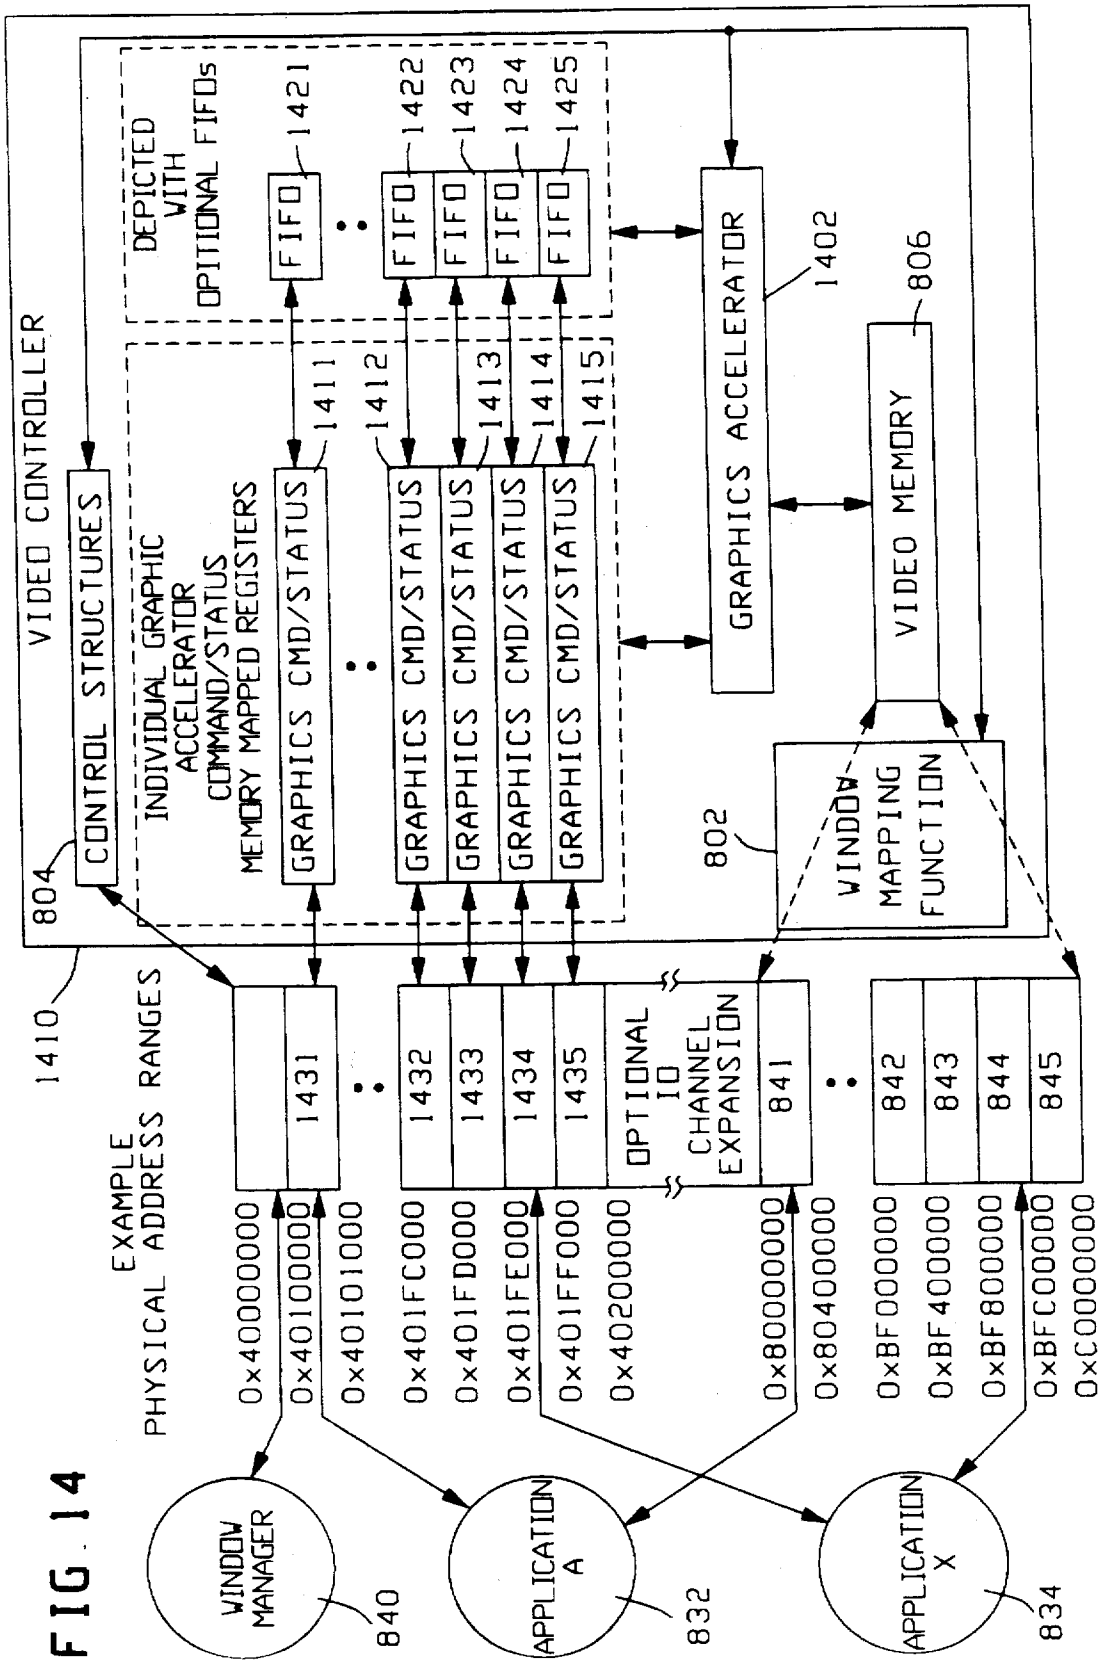 FIG.14
EXAMPLE
PHYSICAL ADDRESS RANGES
1410
VIDEO CONTROLLER
804
CONTROL STRUCTURES
INDIVIDUAL GRAPHIC
ACCELERATOR
COMMAND/STATUS
MEMORY MAPPED REGISTERS
DEPICTED
WITH
OPITIONAL FIFOs
WINDOW
MANAGER
840
0x40000000
0x40100000
1431
GRAPHICS CMD/STATUS
1411
FIFO
1421
0x40101000
0x401FC000
1432
GRAPHICS CMD/STATUS
1412
FIFO
1422
0x401FD000
1433
GRAPHICS CMD/STATUS
1413
FIFO
1423
0x401FE000
1434
GRAPHICS CMD/STATUS
1414
FIFO
1424
0x401FF000
1435
GRAPHICS CMD/STATUS
1415
FIFO
1425
0x40200000
APPLICATION
A
832
OPTIONAL
IO
CHANNEL
EXPANSION
GRAPHICS ACCELERATOR
1402
0x80000000
841
0x80400000
802
WINDOW
MAPPING
FUNCTION
VIDEO MEMORY
806
APPLICATION
X
834
0xBF000000
842
0xBF400000
843
0xBF800000
844
0xBFC00000
845
0xC0000000